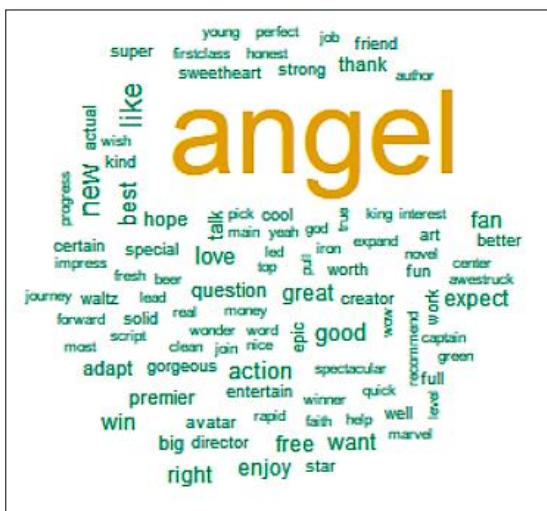 young perfect job friend
super firstclass honest
sweetheart strong thank author
actual like
wish
angel
kind
progress new best
hope talk pick cool
main yeah god true king interest fan
certain special love led iron expand art better
impress top pull worth novel fun center
fresh beer awestruck
journey waltz lead question great creator work expect
forward solid real money
script wonder word epic good wow captain
most clean join nice recommend green
adapt gorgeous action spectacular full
premier entertain winner quick level
win avatar rapid faith help well marvel
big director free want
right enjoy star